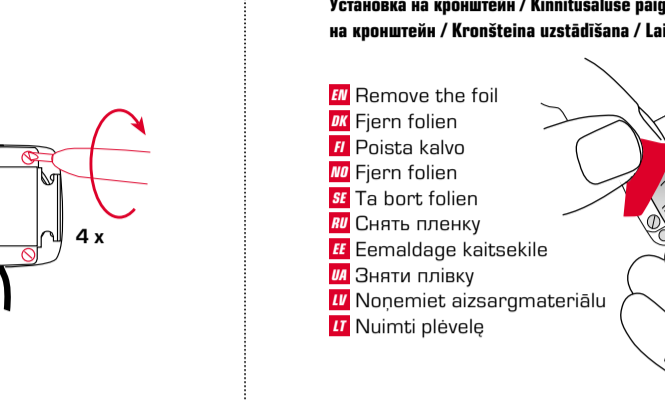 4 x
Установка на кронштейн / Kinnitusaluse
на кронштейн / Kronšteina uzstādīšana /
EN Remove the foil
DK Fjern folien
FI Poista kalvo
NO Fjern folien
SE Ta bort folien
RU Снять пленку
EE Eemaldage kaitsekile
UA Зняти плівку
LV Noņemiet aizsargmateriālu
LT Nuimti plėvelę